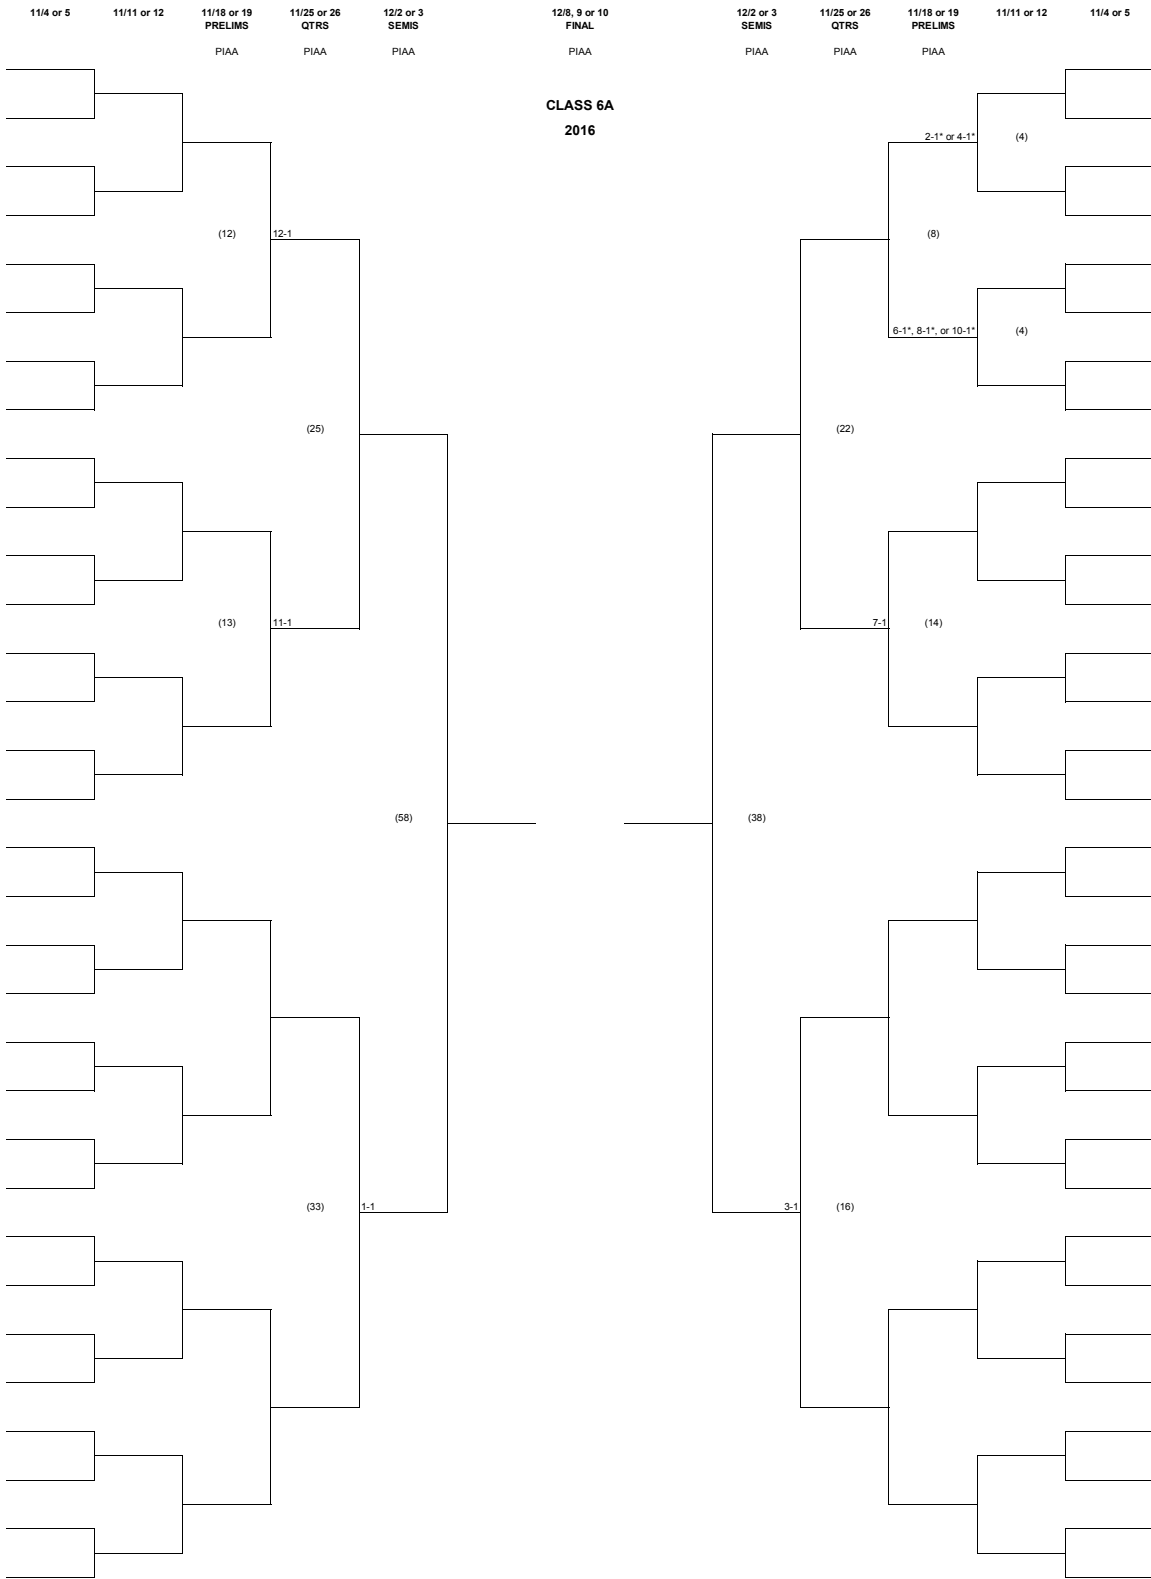 11/4 or 5 11/11 or 12 11/18 or 19 11/25 or 26 12/2 or 3 12/8, 9 or 10 12/2 or 3 11/25 or 26 11/18 or 19 11/11 or 12 11/4 or 5
PRELIMS QTRS SEMIS FINAL SEMIS QTRS PRELIMS
PIAA PIAA PIAA PIAA PIAA PIAA PIAA
CLASS 6A
2016
2-1* or 4-1* (4)
(12) 12-1 (8)
6-1*, 8-1*, or 10-1* (4)
(25) (22)
(13) 11-1 7-1 (14)
(58) (38)
(33) 1-1 3-1 (16)